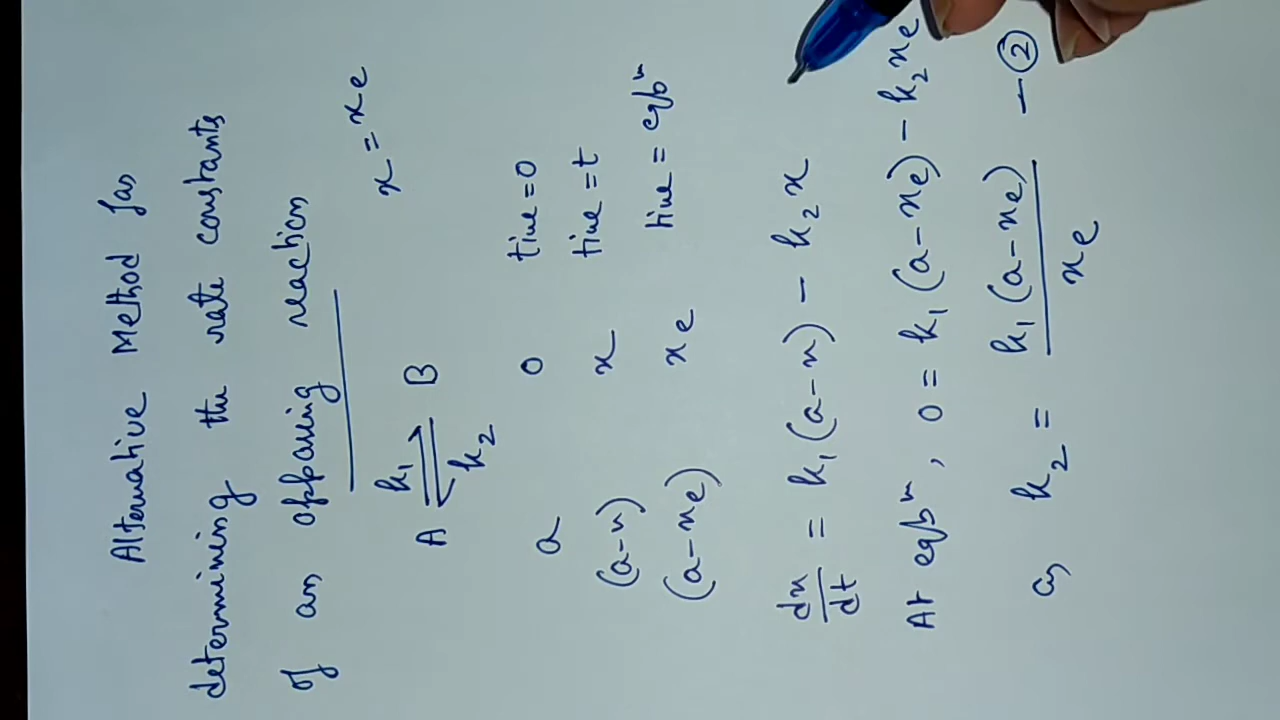 Alternative Method for
determining the rate constants
of an opposing reaction
x = xe
A ⇌ B
k1
k2
a 0 time = 0
(a-x) x time = t
(a-xe) xe time = eqbm
dx/dt = k1(a-x) - k2x
At eqbm, 0 = k1(a-xe) - k2xe
or, k2 = k1(a-xe)/xe — ②